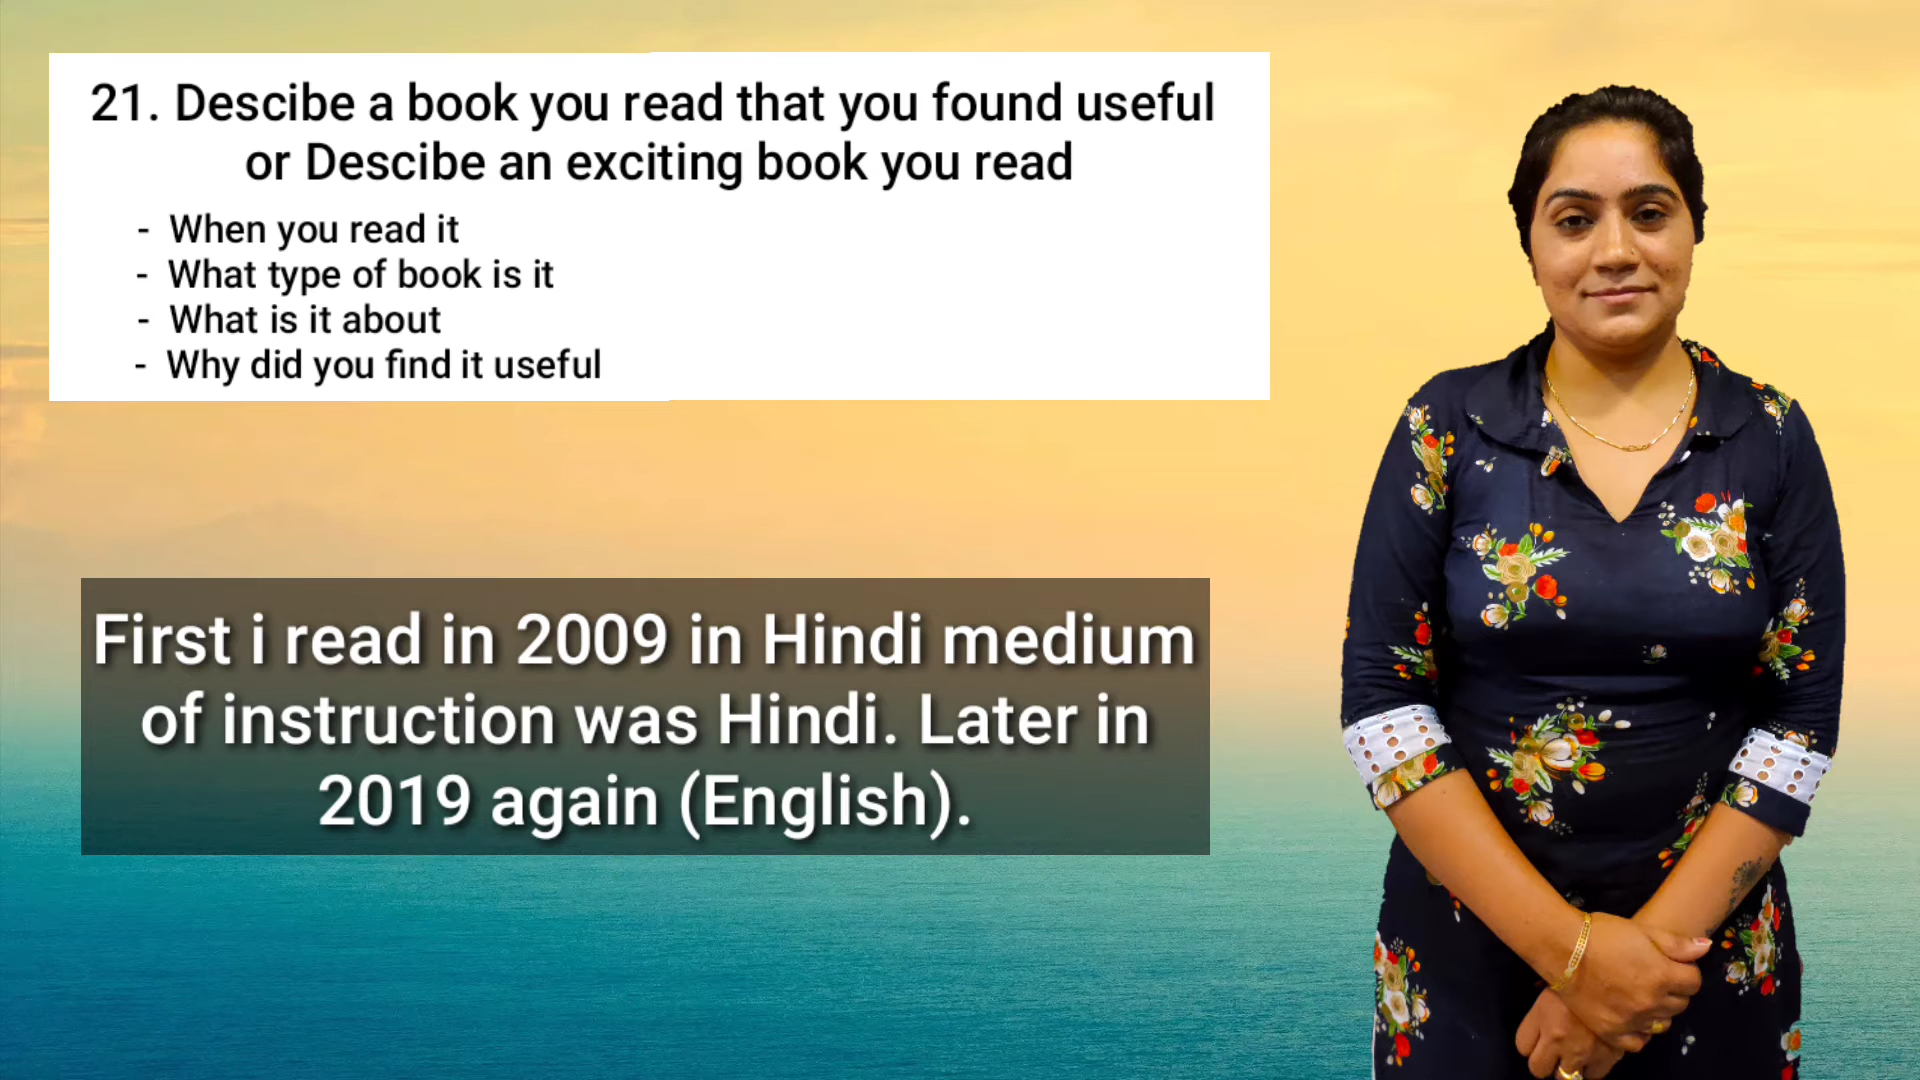 21. Descibe a book you read that you found useful
or Descibe an exciting book you read
- When you read it
- What type of book is it
- What is it about
- Why did you find it useful
First i read in 2009 in Hindi medium
of instruction was Hindi. Later in
2019 again (English).